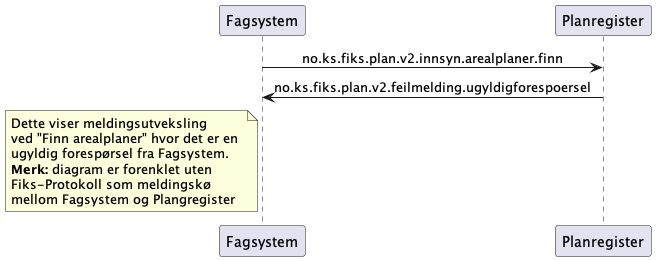 Fagsystem
Planregister
no.ks.fiks.plan.v2.innsyn.arealplaner.finn
no.ks.fiks.plan.v2.feilmelding.ugyldigforespoersel
Dette viser meldingsutveksling
ved "Finn arealplaner" hvor det er en
ugyldig forespørsel fra Fagsystem.
Merk: diagram er forenklet uten
Fiks-Protokoll som meldingskø
mellom Fagsystem og Plangregister
Fagsystem
Planregister